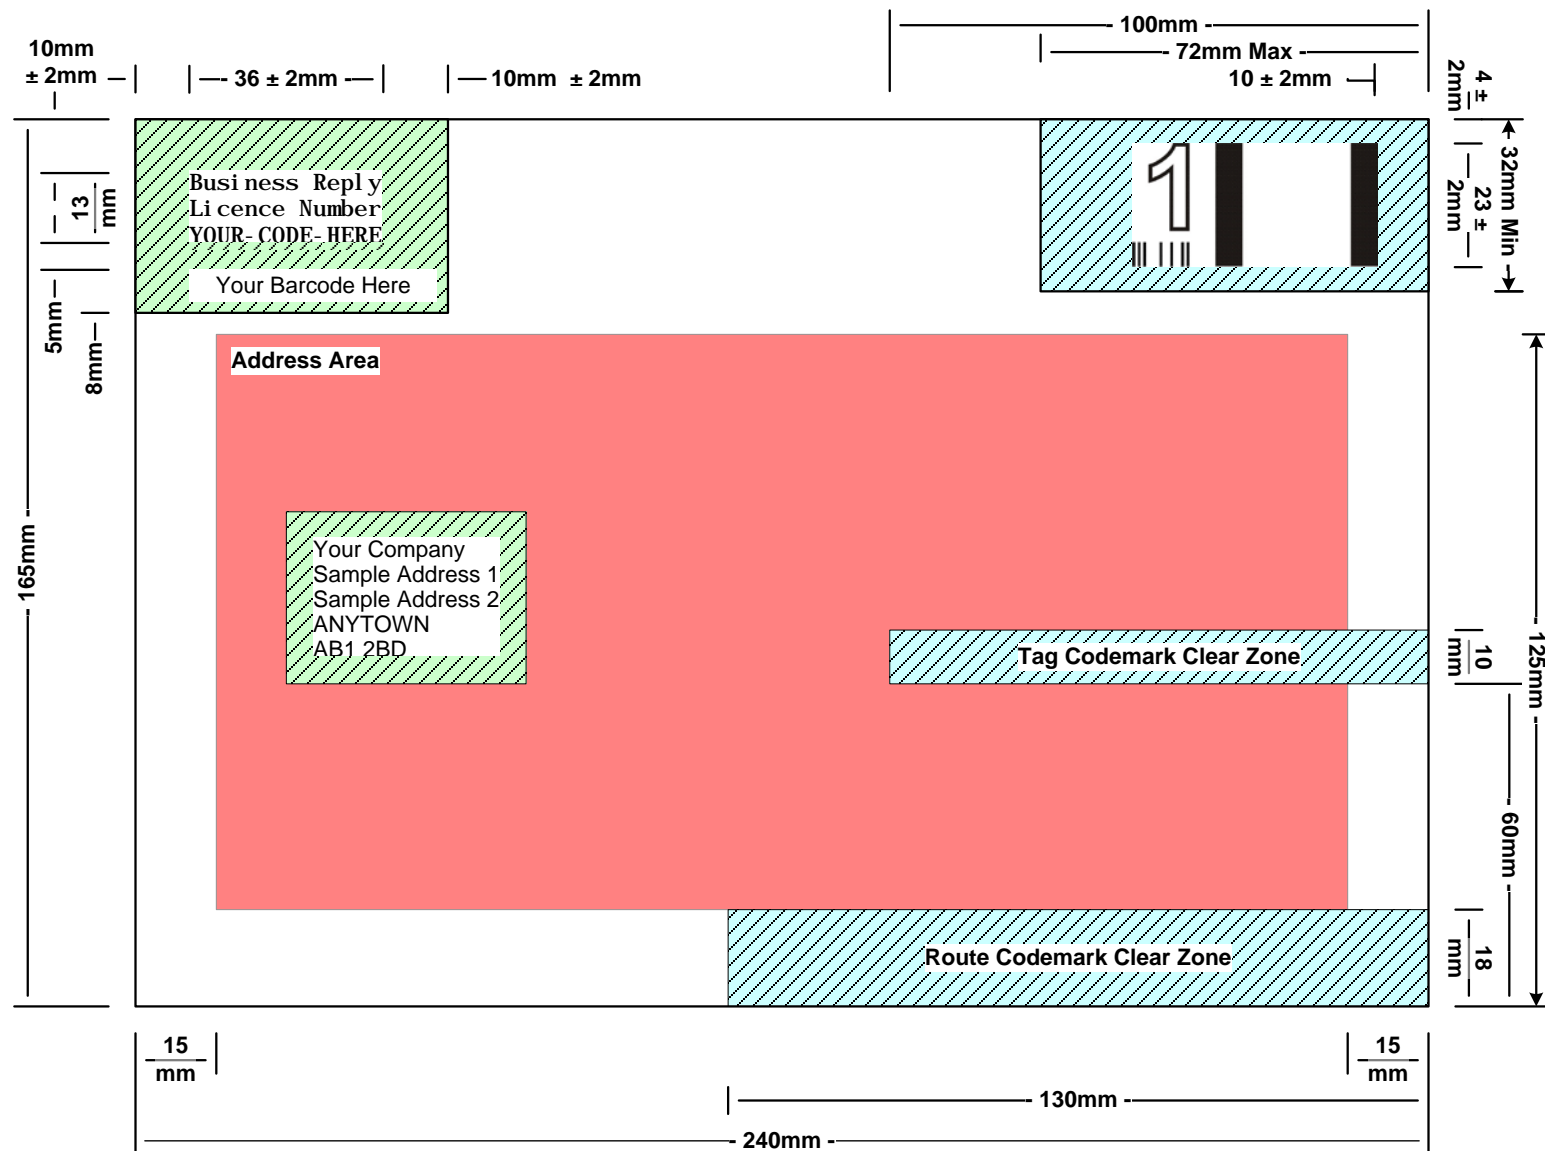 - 100mm -
- 72mm Max -
10 ± 2mm
10mm
± 2mm
- 36 ± 2mm -
10mm ± 2mm
4 ±
2mm
32mm Min
23 ±
2mm
Business Reply
Licence Number
YOUR-CODE-HERE
Your Barcode Here
1
13
mm
5mm
8mm
Address Area
- 165mm -
Your Company
Sample Address 1
Sample Address 2
ANYTOWN
AB1 2BD
Tag Codemark Clear Zone
10
mm
125mm
60mm
Route Codemark Clear Zone
18
mm
15
mm
15
mm
- 130mm -
- 240mm -